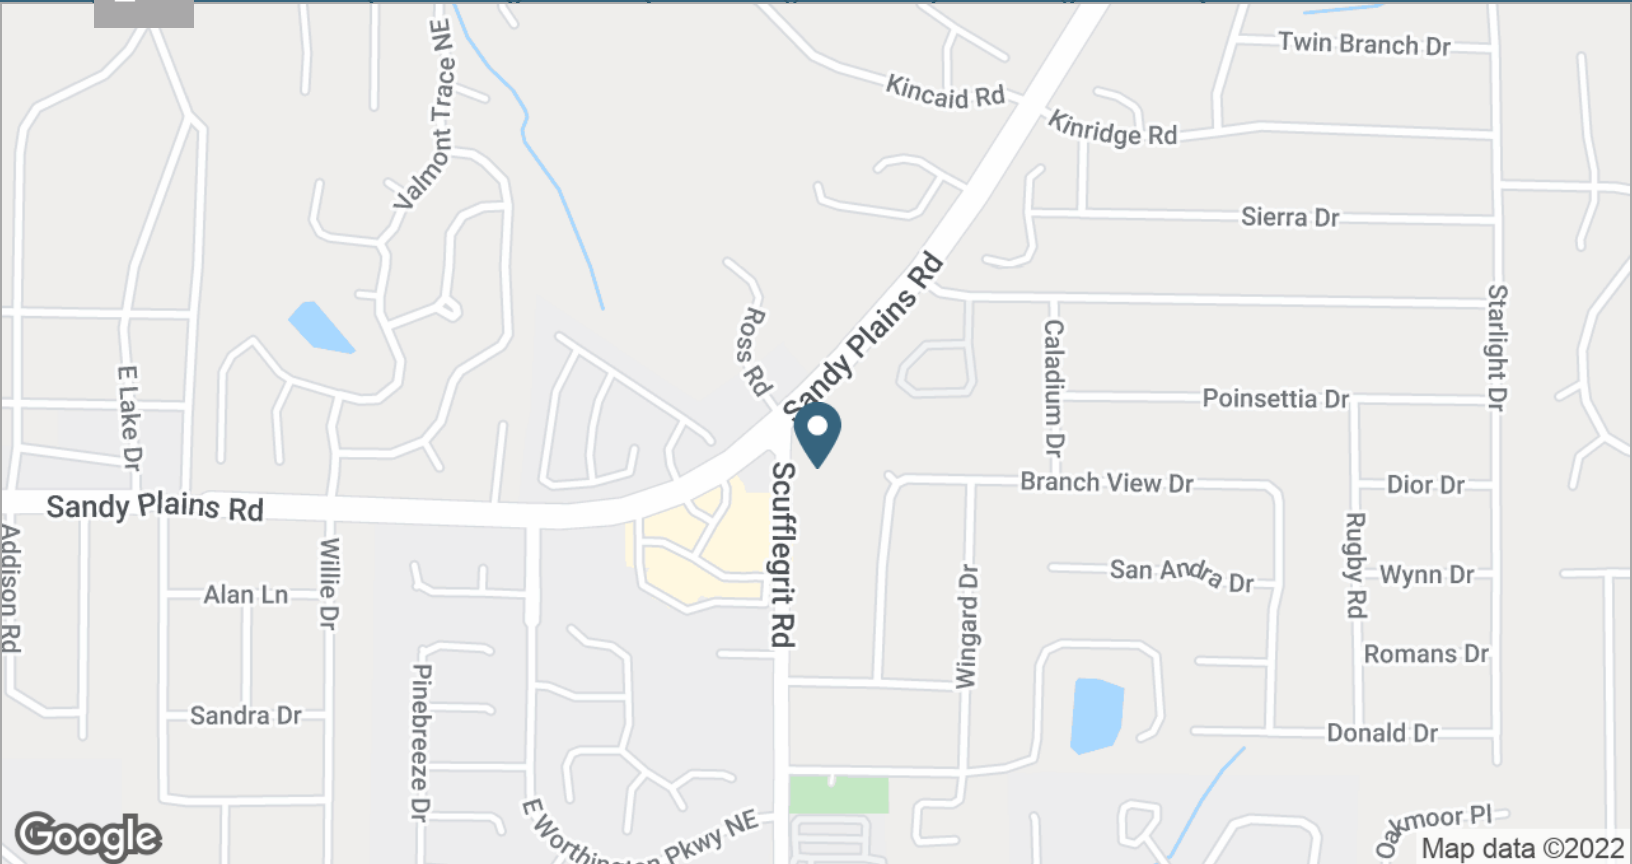 Valmont Trace NE
Twin Branch Dr
Kincaid Rd
Kinridge Rd
Sierra Dr
Sandy Plains Rd
Ross Rd
Starlight Dr
Caladium Dr
E Lake Dr
Poinsettia Dr
Sandy Plains Rd
Scufflegrit Rd
Branch View Dr
Dior Dr
Addison Rd
Willie Dr
Rugby Rd
San Andra Dr
Wynn Dr
Alan Ln
Wingard Dr
Romans Dr
Pinebreeze Dr
Sandra Dr
Donald Dr
E Worthington Pkwy NE
Oakmoor Pl
Google
Map data ©2022